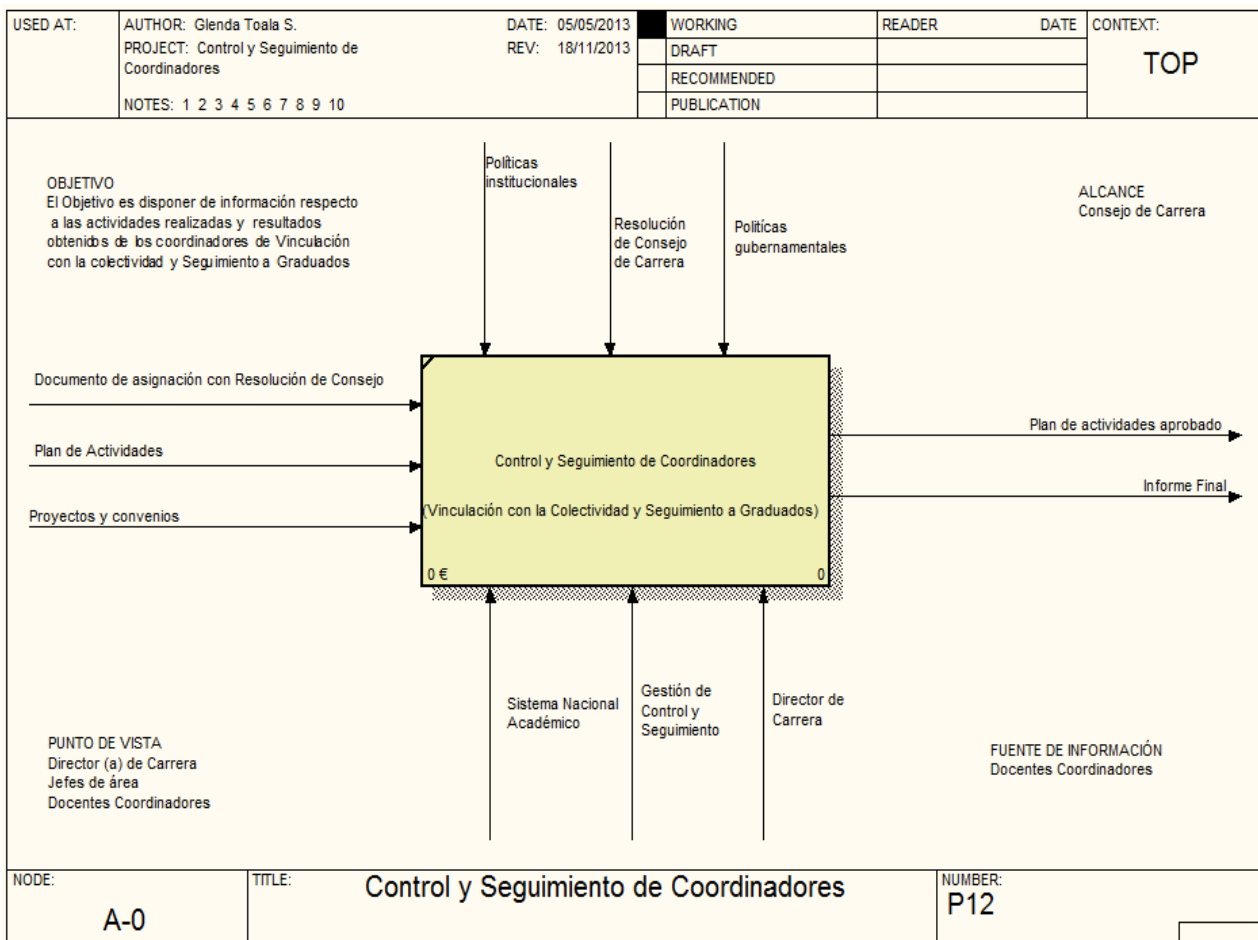 USED AT:
AUTHOR: Glenda Toala S.
DATE: 05/05/2013
PROJECT: Control y Seguimiento de
Coordinadores
REV: 18/11/2013
NOTES: 1 2 3 4 5 6 7 8 9 10
WORKING
DRAFT
RECOMMENDED
PUBLICATION
READER DATE
CONTEXT:
TOP
OBJETIVO
El Objetivo es disponer de información respecto
a las actividades realizadas y resultados
obtenidos de los coordinadores de Vinculación
con la colectividad y Seguimiento a Graduados
Políticas
institucionales
Resolución
de Consejo
de Carrera
Politícas
gubernamentales
ALCANCE
Consejo de Carrera
Documento de asignación con Resolución de Consejo
Plan de Actividades
Proyectos y convenios
Control y Seguimiento de Coordinadores
(Vinculación con la Colectividad y Seguimiento a Graduados)
0 €
0
Plan de actividades aprobado
Informe Final
Sistema Nacional
Académico
Gestión de
Control y
Seguimiento
Director de
Carrera
PUNTO DE VISTA
Director (a) de Carrera
Jefes de área
Docentes Coordinadores
FUENTE DE INFORMACIÓN
Docentes Coordinadores
NODE:
A-0
TITLE:
Control y Seguimiento de Coordinadores
NUMBER:
P12